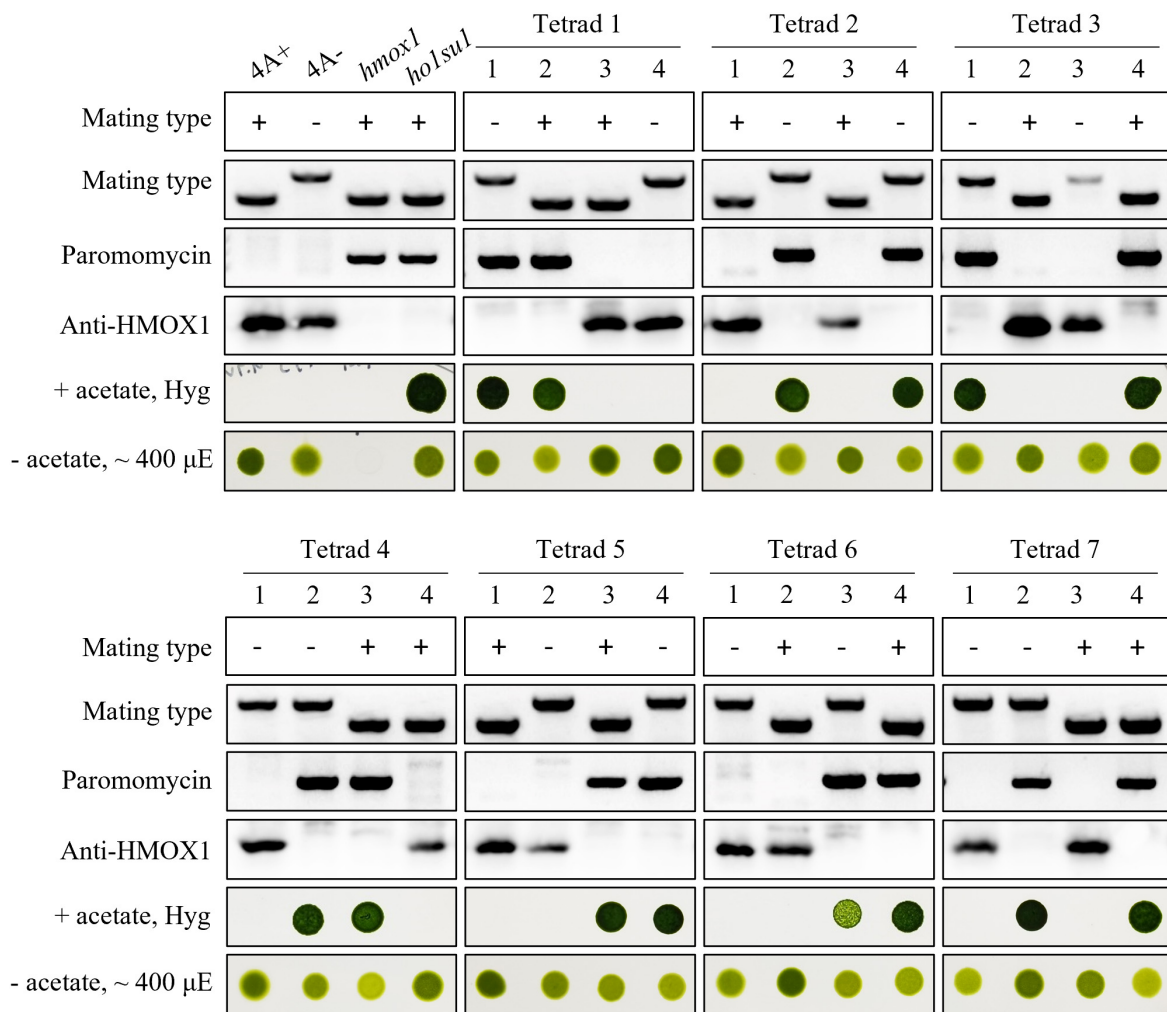 Tetrad 1 Tetrad 2 Tetrad 3
4A+ 4A- hmox1 ho1su1 1 2 3 4 1 2 3 4 1 2 3 4
Mating type + - + + - + + - + - + - - + - +
Mating type
Paromomycin
Anti-HMOX1
+ acetate, Hyg
- acetate, ~ 400 µE
Tetrad 4 Tetrad 5 Tetrad 6 Tetrad 7
1 2 3 4 1 2 3 4 1 2 3 4 1 2 3 4
Mating type - - + + + - + - - + - + - - + +
Mating type
Paromomycin
Anti-HMOX1
+ acetate, Hyg
- acetate, ~ 400 µE